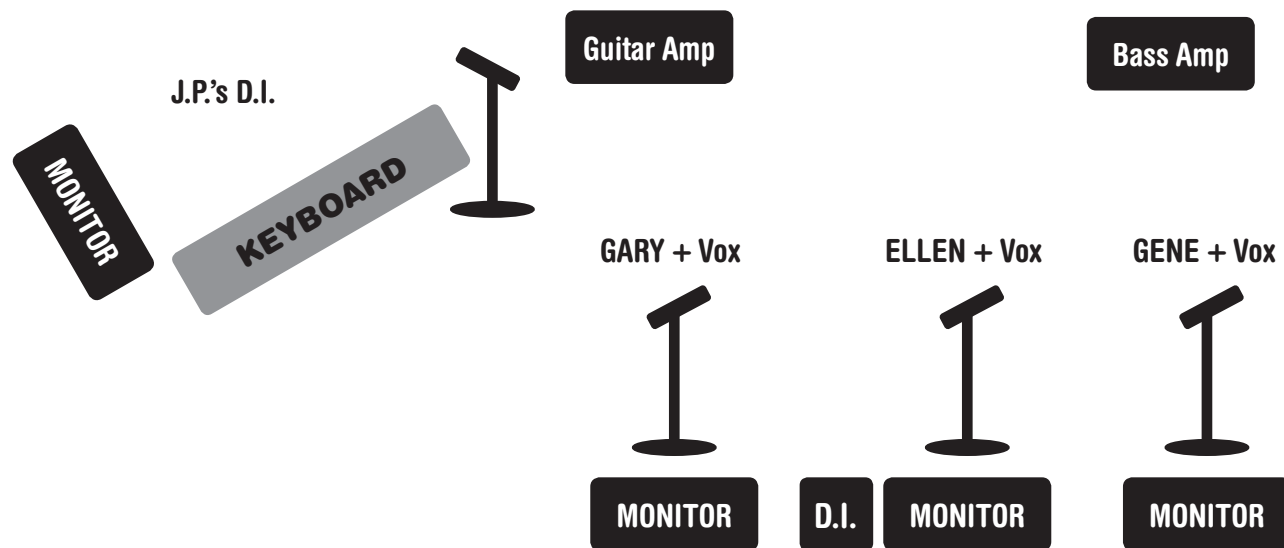 Guitar Amp
Bass Amp
J.P.'s D.I.
MONITOR
KEYBOARD
GARY + Vox
ELLEN + Vox
GENE + Vox
MONITOR
D.I.
MONITOR
MONITOR